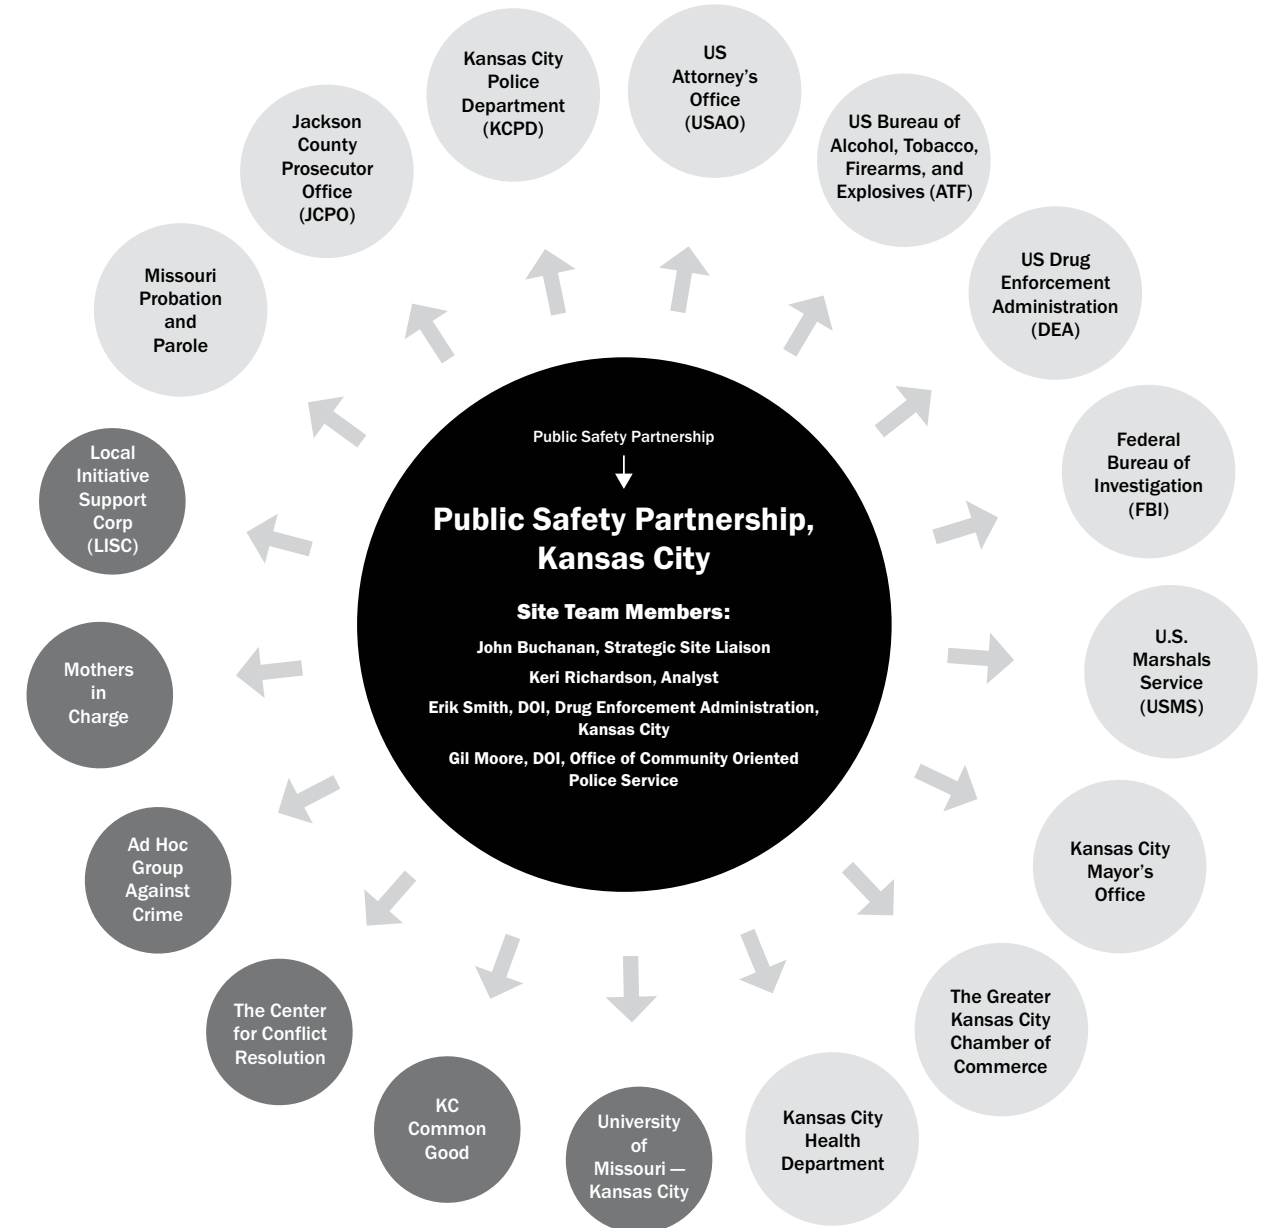 Kansas City
Police
Department
(KCPD)
US
Attorney's
Office
(USAO)
US Bureau of
Alcohol, Tobacco,
Firearms, and
Explosives (ATF)
US Drug
Enforcement
Administration
(DEA)
Federal
Bureau of
Investigation
(FBI)
U.S.
Marshals
Service
(USMS)
Kansas City
Mayor's
Office
The Greater
Kansas City
Chamber of
Commerce
Kansas City
Health
Department
University
of
Missouri —
Kansas City
KC
Common
Good
The Center
for Conflict
Resolution
Ad Hoc
Group
Against
Crime
Mothers
in
Charge
Local
Initiative
Support
Corp
(LISC)
Missouri
Probation
and
Parole
Jackson
County
Prosecutor
Office
(JCPO)
Public Safety Partnership
Public Safety Partnership,
Kansas City
Site Team Members:
John Buchanan, Strategic Site Liaison
Keri Richardson, Analyst
Erik Smith, DOI, Drug Enforcement Administration,
Kansas City
Gil Moore, DOI, Office of Community Oriented
Police Service